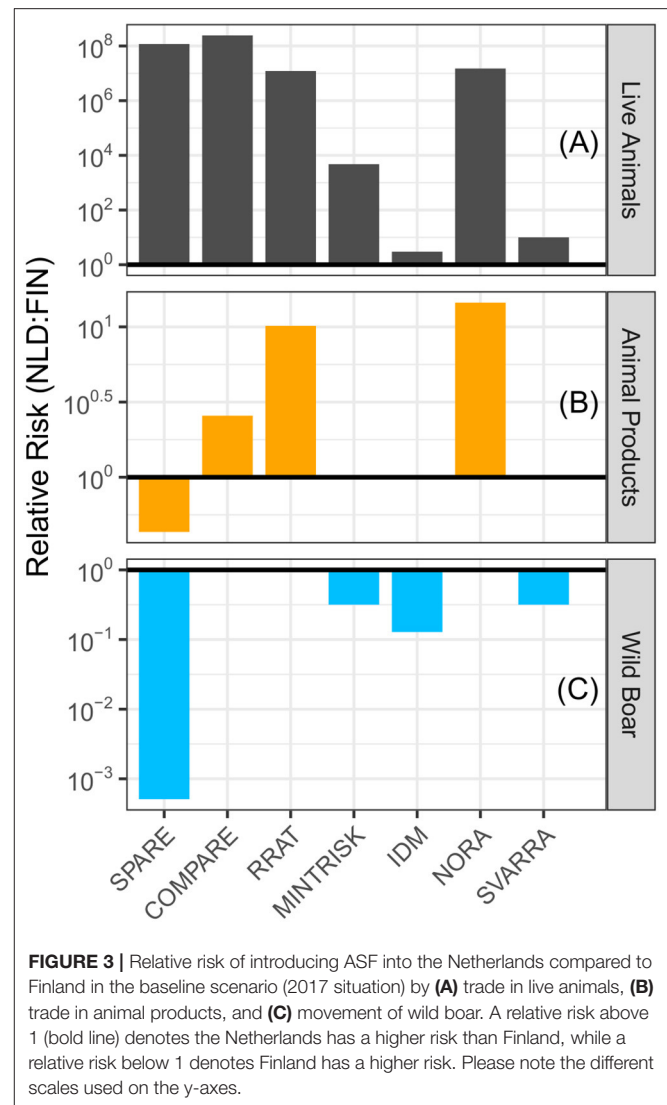 Relative Risk (NLD:FIN)
10^8
10^6
10^4
10^2
10^0
(A)
Live Animals
10^1
10^0.5
10^0
(B)
Animal Products
10^0
10^-1
10^-2
10^-3
(C)
Wild Boar
SPARE
COMPARE
RRAT
MINTRISK
IDM
NORA
SVARRA
FIGURE 3 | Relative risk of introducing ASF into the Netherlands compared to
Finland in the baseline scenario (2017 situation) by (A) trade in live animals, (B)
trade in animal products, and (C) movement of wild boar. A relative risk above
1 (bold line) denotes the Netherlands has a higher risk than Finland, while a
relative risk below 1 denotes Finland has a higher risk. Please note the different
scales used on the y-axes.